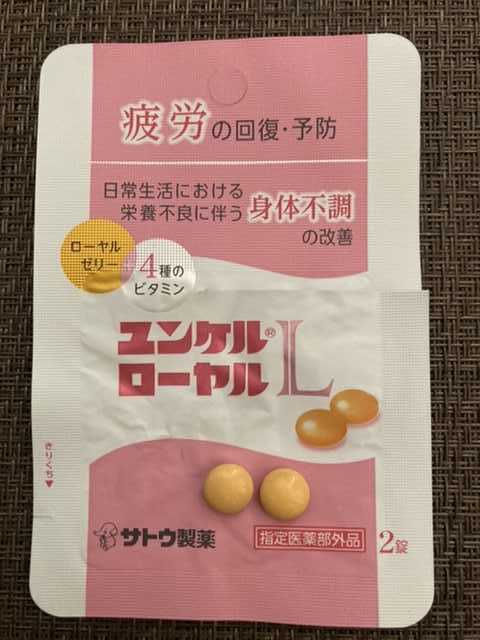 疲労の回復・予防
日常生活における
栄養不良に伴う身体不調
の改善
ローヤル
ゼリー
4種の
ビタミン
ユンケル®
ローヤルL
きりくち▼
サトウ製薬
指定医薬部外品
2錠